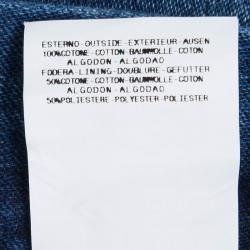 ESTERNO-OUTSIDE-EXTERIEUR-AUSEN
100%COTONE-COTTON-BAUMWOLLE-COTON
ALGODON-ALGODAO
FODERA-LINING-DOUBLURE-GEFUTTER
50%COTONE-COTTON-BAUMWOLLE-COTON
ALGODON-ALGODAO
50%POLIESTERE-POLYESTER-POLIESTER